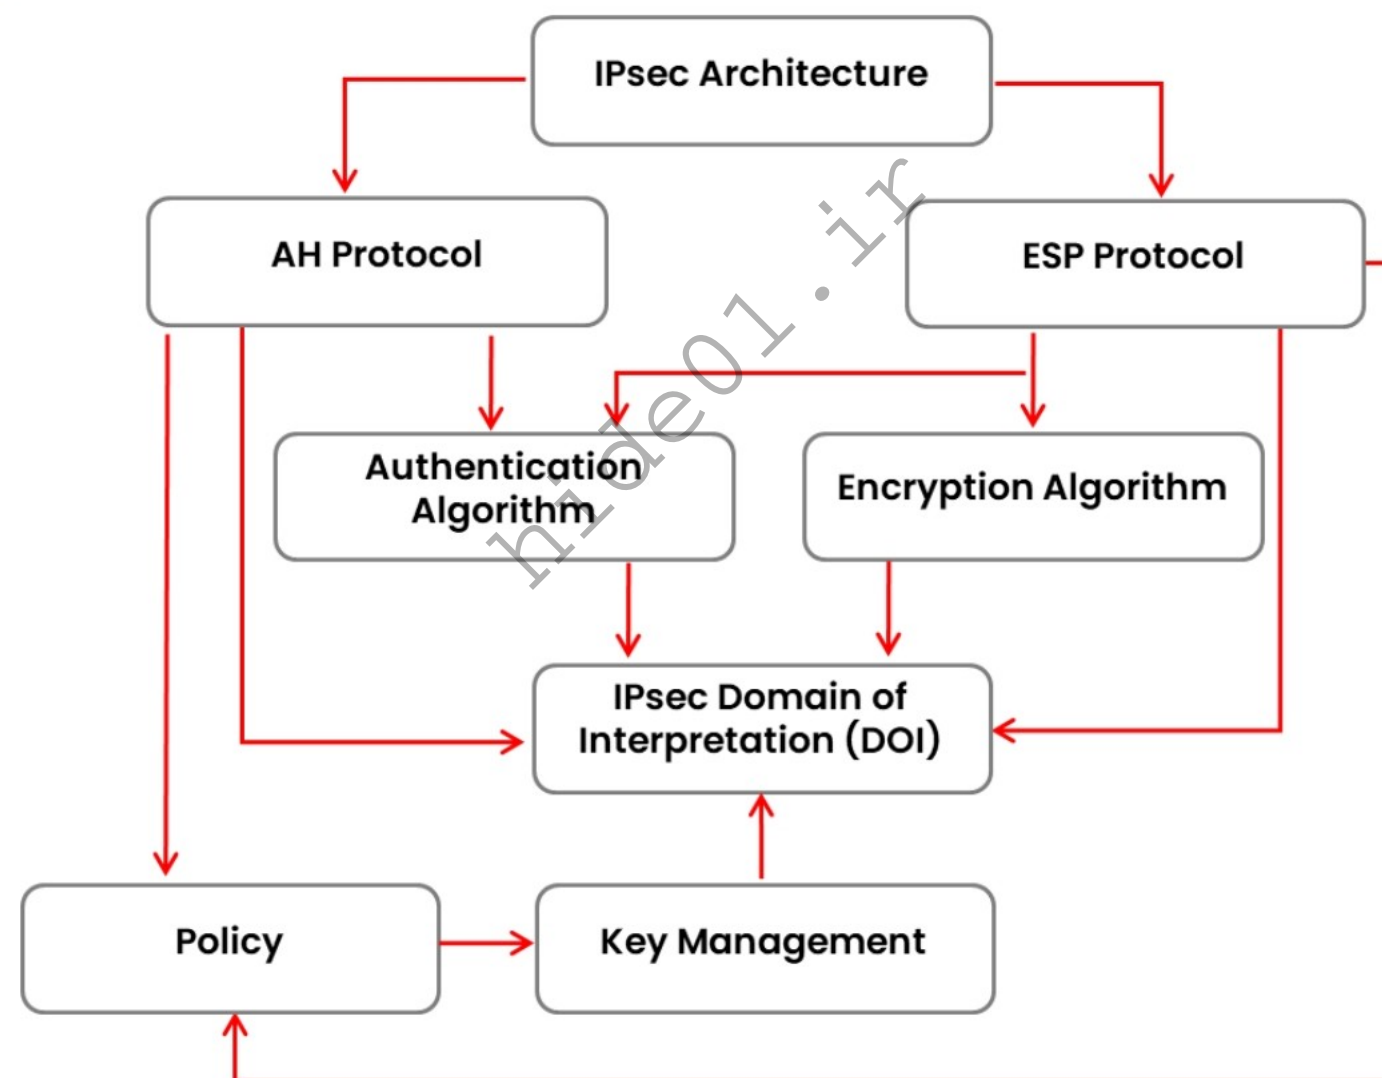 IPsec Architecture
AH Protocol
ESP Protocol
Authentication
Algorithm
Encryption Algorithm
IPsec Domain of
Interpretation (DOI)
Policy
Key Management
hide01.ir